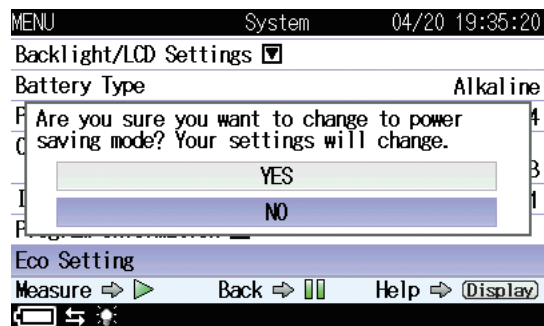 MENU System 04/20 19:35:20
Backlight/LCD Settings
Battery Type Alkaline
Are you sure you want to change to power
saving mode? Your settings will change.
YES
NO
Eco Setting
Measure ⇨ Back ⇨ Help ⇨ Display